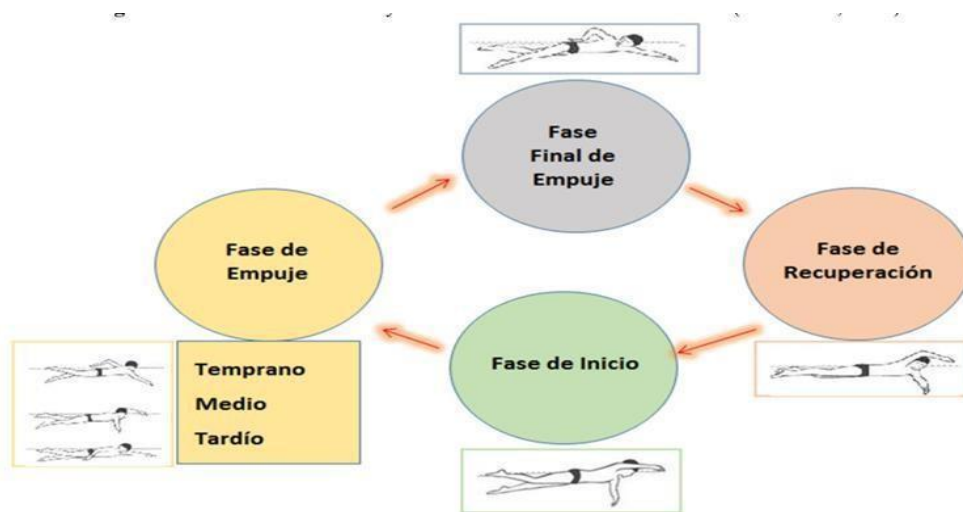 Fase
Final de
Empuje
Fase de
Empuje
Fase de
Recuperación
Fase de Inicio
Temprano
Medio
Tardío